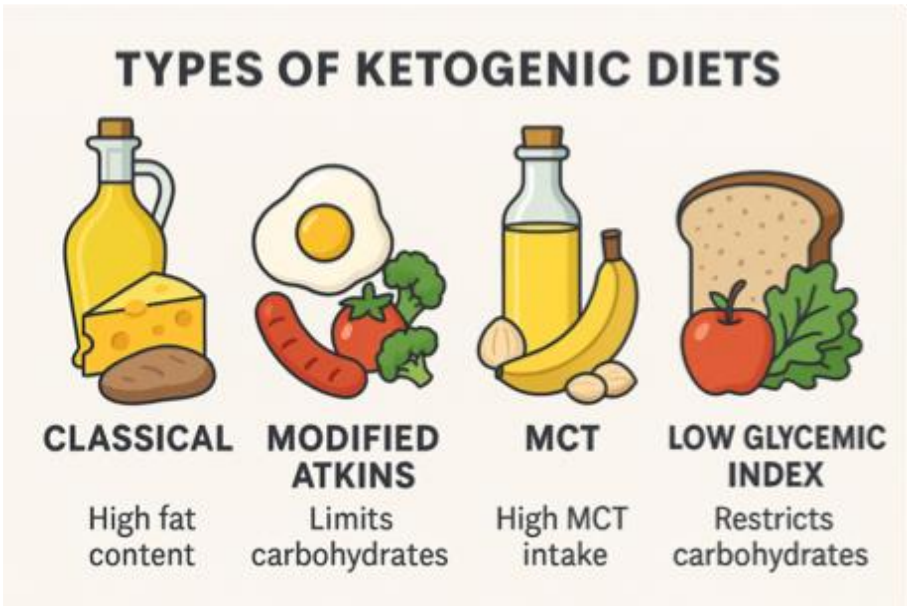 TYPES OF KETOGENIC DIETS
CLASSICAL
High fat
content
MODIFIED
ATKINS
Limits
carbohydrates
MCT
High MCT
intake
LOW GLYCEMIC
INDEX
Restricts
carbohydrates